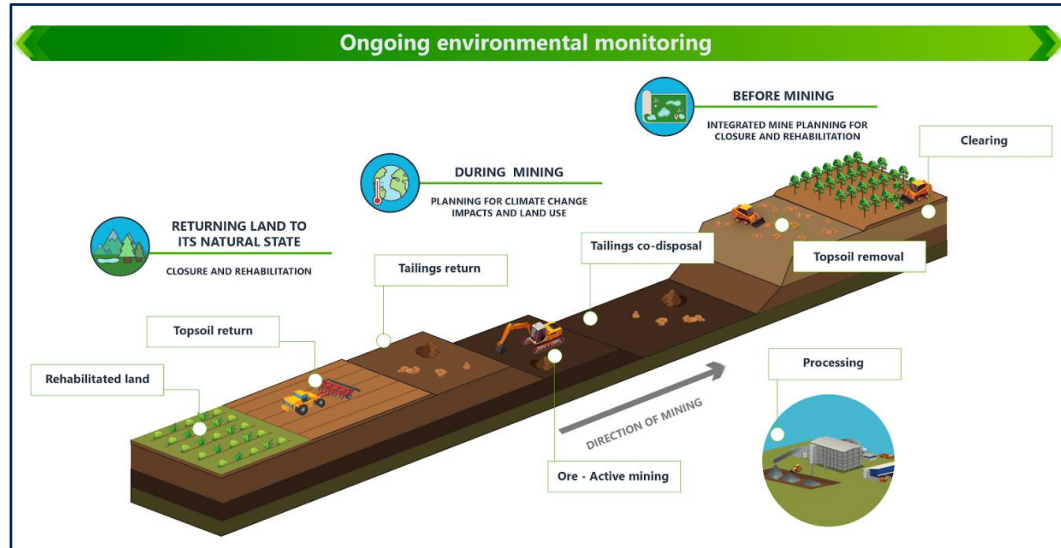 Ongoing environmental monitoring
BEFORE MINING
INTEGRATED MINE PLANNING FOR
CLOSURE AND REHABILITATION
Clearing
DURING MINING
PLANNING FOR CLIMATE CHANGE
IMPACTS AND LAND USE
RETURNING LAND TO
ITS NATURAL STATE
CLOSURE AND REHABILITATION
Tailings return
Tailings co-disposal
Topsoil removal
Topsoil return
Rehabilitated land
Processing
DIRECTION OF MINING
Ore - Active mining